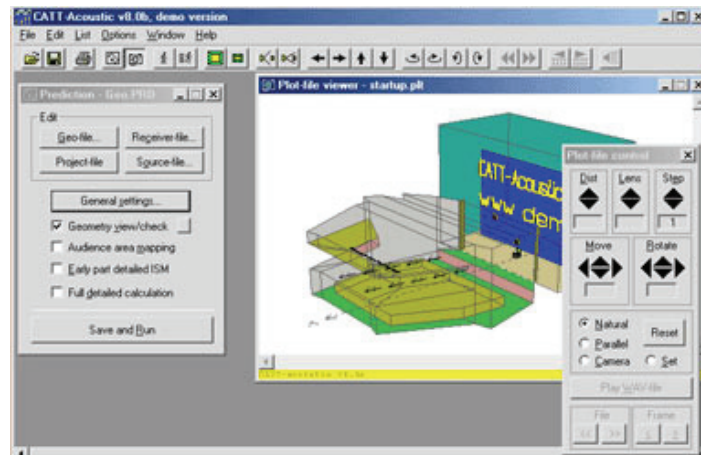 CATT-Acoustic v8.0b, demo version
File Edit List Options Window Help
Prediction - Geo.PRD
Edit
Geo-file...
Receiver-file...
Project-file
Source-file...
General settings...
Geometry view/check
Audience area mapping
Early part detailed ISM
Full detailed calculation
Save and Run
Plot-file viewer - startup.plt
CATT-Acoustic
www dem
Plot-file control
Dist Lens Step
1
Move Rotate
Natural
Parallel
Camera
Reset
Set
Play WAV-file
File Frame
<< >>